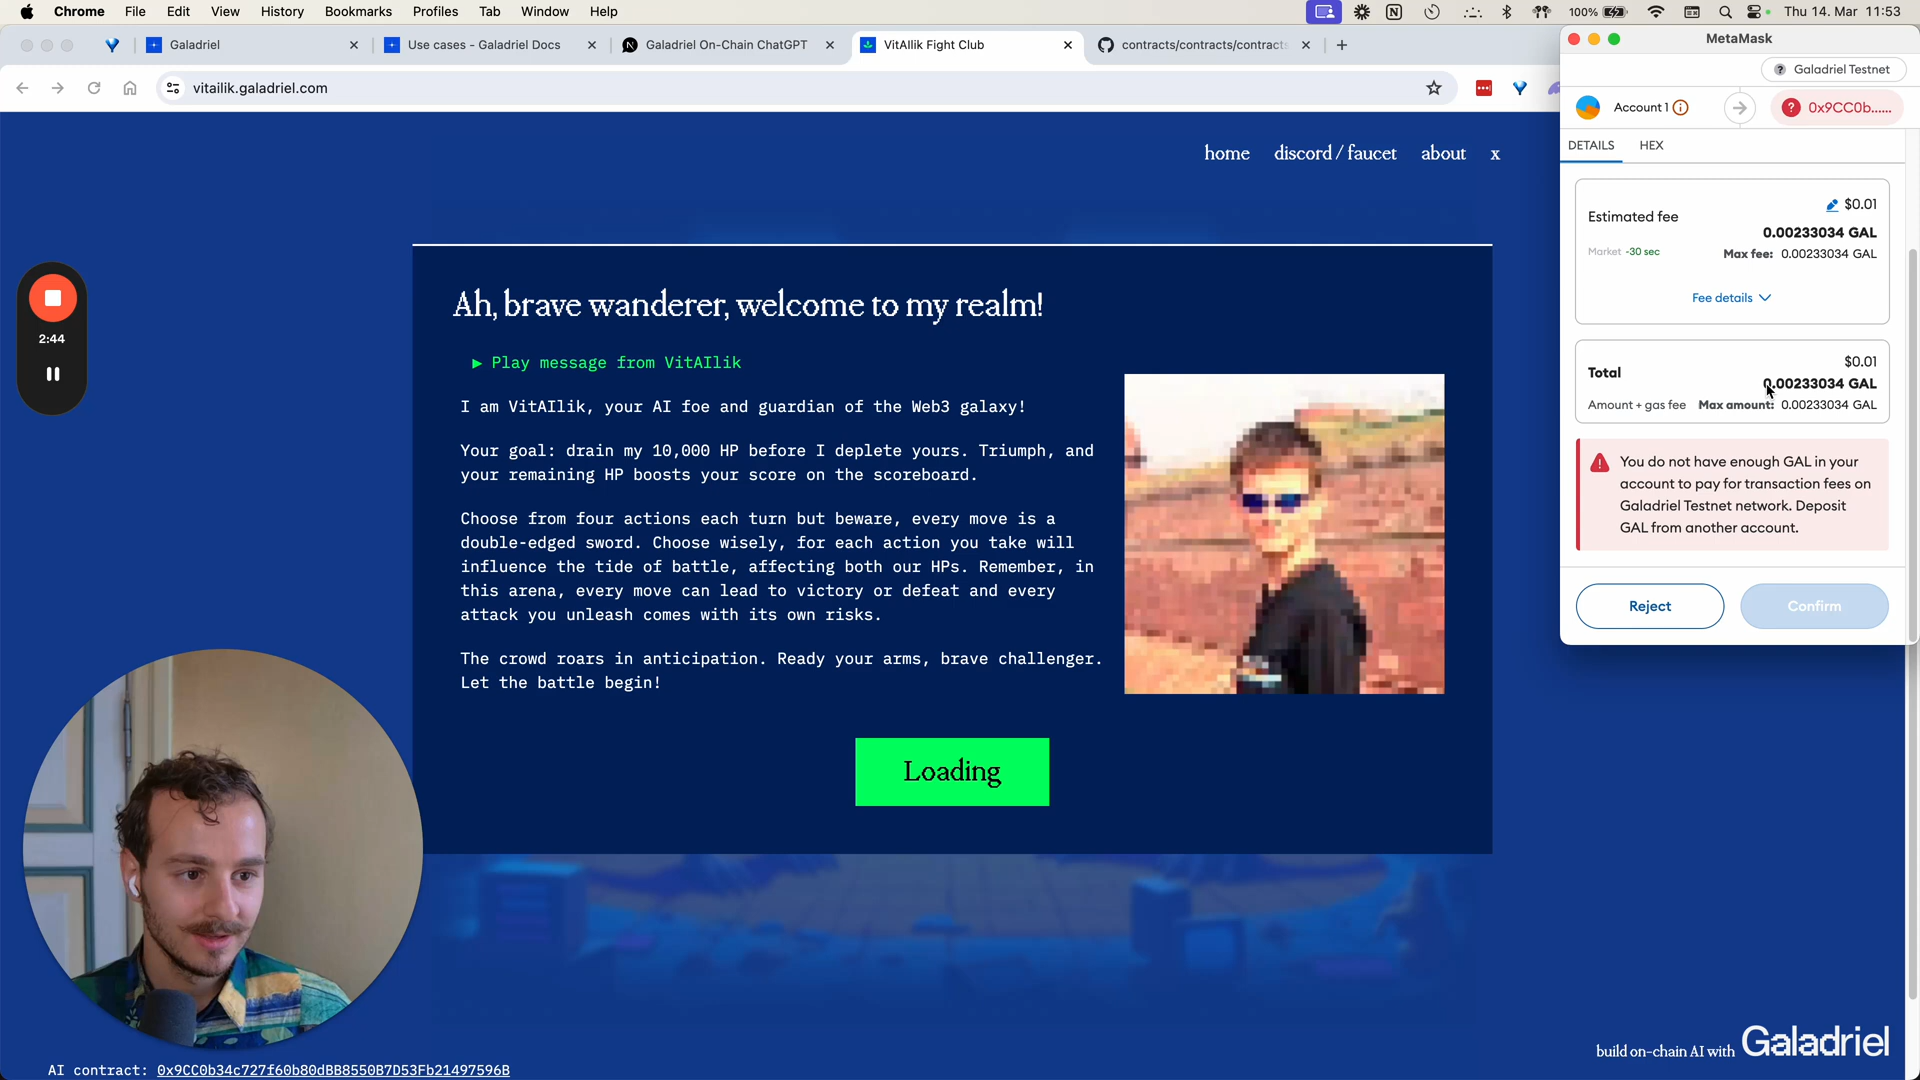 Chrome File Edit View History Bookmarks Profiles Tab Window Help
100% Thu 14. Mar 11:53
Galadriel
Use cases - Galadriel Docs
Galadriel On-Chain ChatGPT
VitAIlik Fight Club
contracts/contracts/contracts
vitailik.galadriel.com
home discord / faucet about x
2:44
Ah, brave wanderer, welcome to my realm!
▶ Play message from VitAIlik
I am VitAIlik, your AI foe and guardian of the Web3 galaxy!
Your goal: drain my 10,000 HP before I deplete yours. Triumph, and
your remaining HP boosts your score on the scoreboard.
Choose from four actions each turn but beware, every move is a
double-edged sword. Choose wisely, for each action you take will
influence the tide of battle, affecting both our HPs. Remember, in
this arena, every move can lead to victory or defeat and every
attack you unleash comes with its own risks.
The crowd roars in anticipation. Ready your arms, brave challenger.
Let the battle begin!
Loading
AI contract: 0x9CC0b34c727f60b80dBB8550B7D53Fb21497596B
build on-chain AI with Galadriel
MetaMask
Galadriel Testnet
Account 1
0x9CC0b......
DETAILS HEX
Estimated fee
$0.01
0.00233034 GAL
Market ~30 sec
Max fee: 0.00233034 GAL
Fee details
Total
$0.01
0.00233034 GAL
Amount + gas fee Max amount: 0.00233034 GAL
You do not have enough GAL in your
account to pay for transaction fees on
Galadriel Testnet network. Deposit
GAL from another account.
Reject Confirm